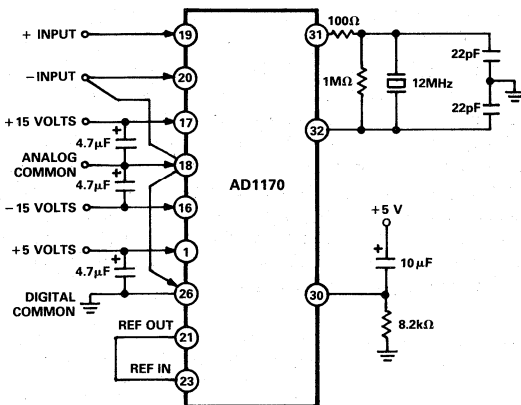 + INPUT
19
31
100Ω
22pF
-INPUT
20
1MΩ
12MHz
+15 VOLTS
17
22pF
+
4.7μF
32
ANALOG
COMMON
18
4.7μF
AD1170
-15 VOLTS
16
+5 V
+5 VOLTS
1
+
+
10μF
4.7μF
DIGITAL
COMMON
26
30
8.2kΩ
REF OUT
21
REF IN
23